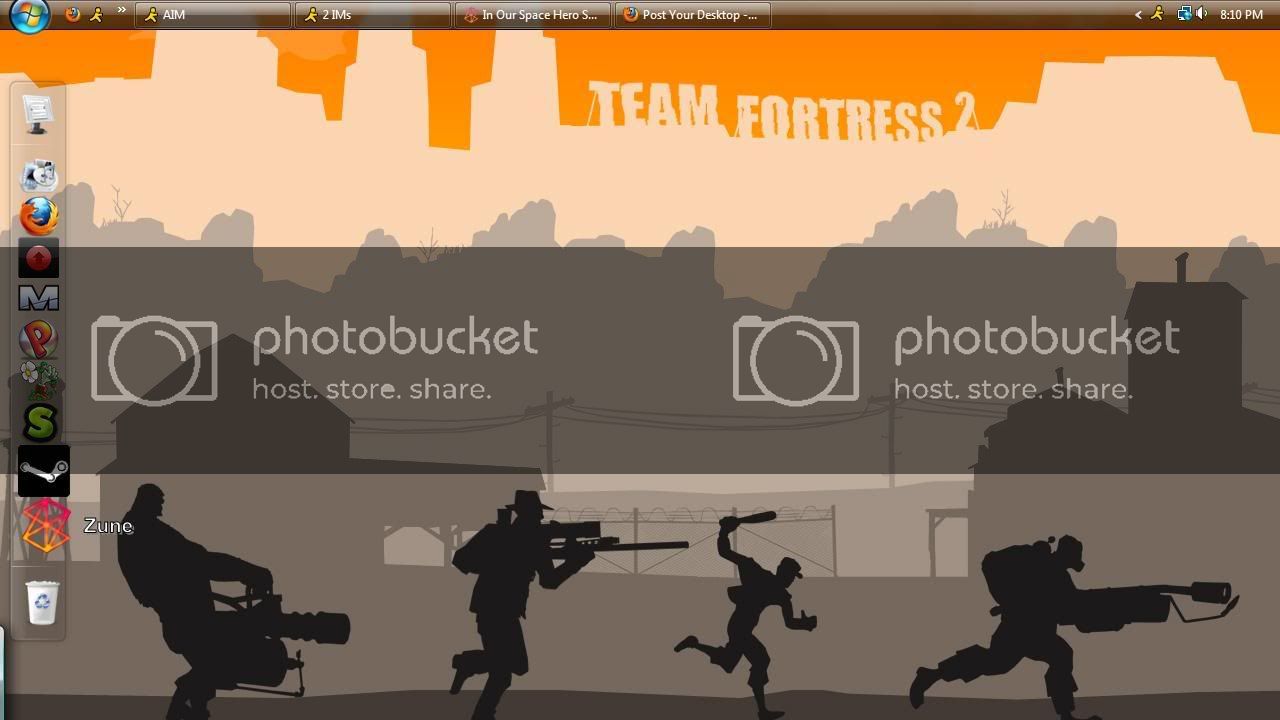 AIM
2 IMs
In Our Space Hero S...
Post Your Desktop -...
8:10 PM
TEAM FORTRESS 2
photobucket
host. store. share.
photobucket
host. store. share.
Zune